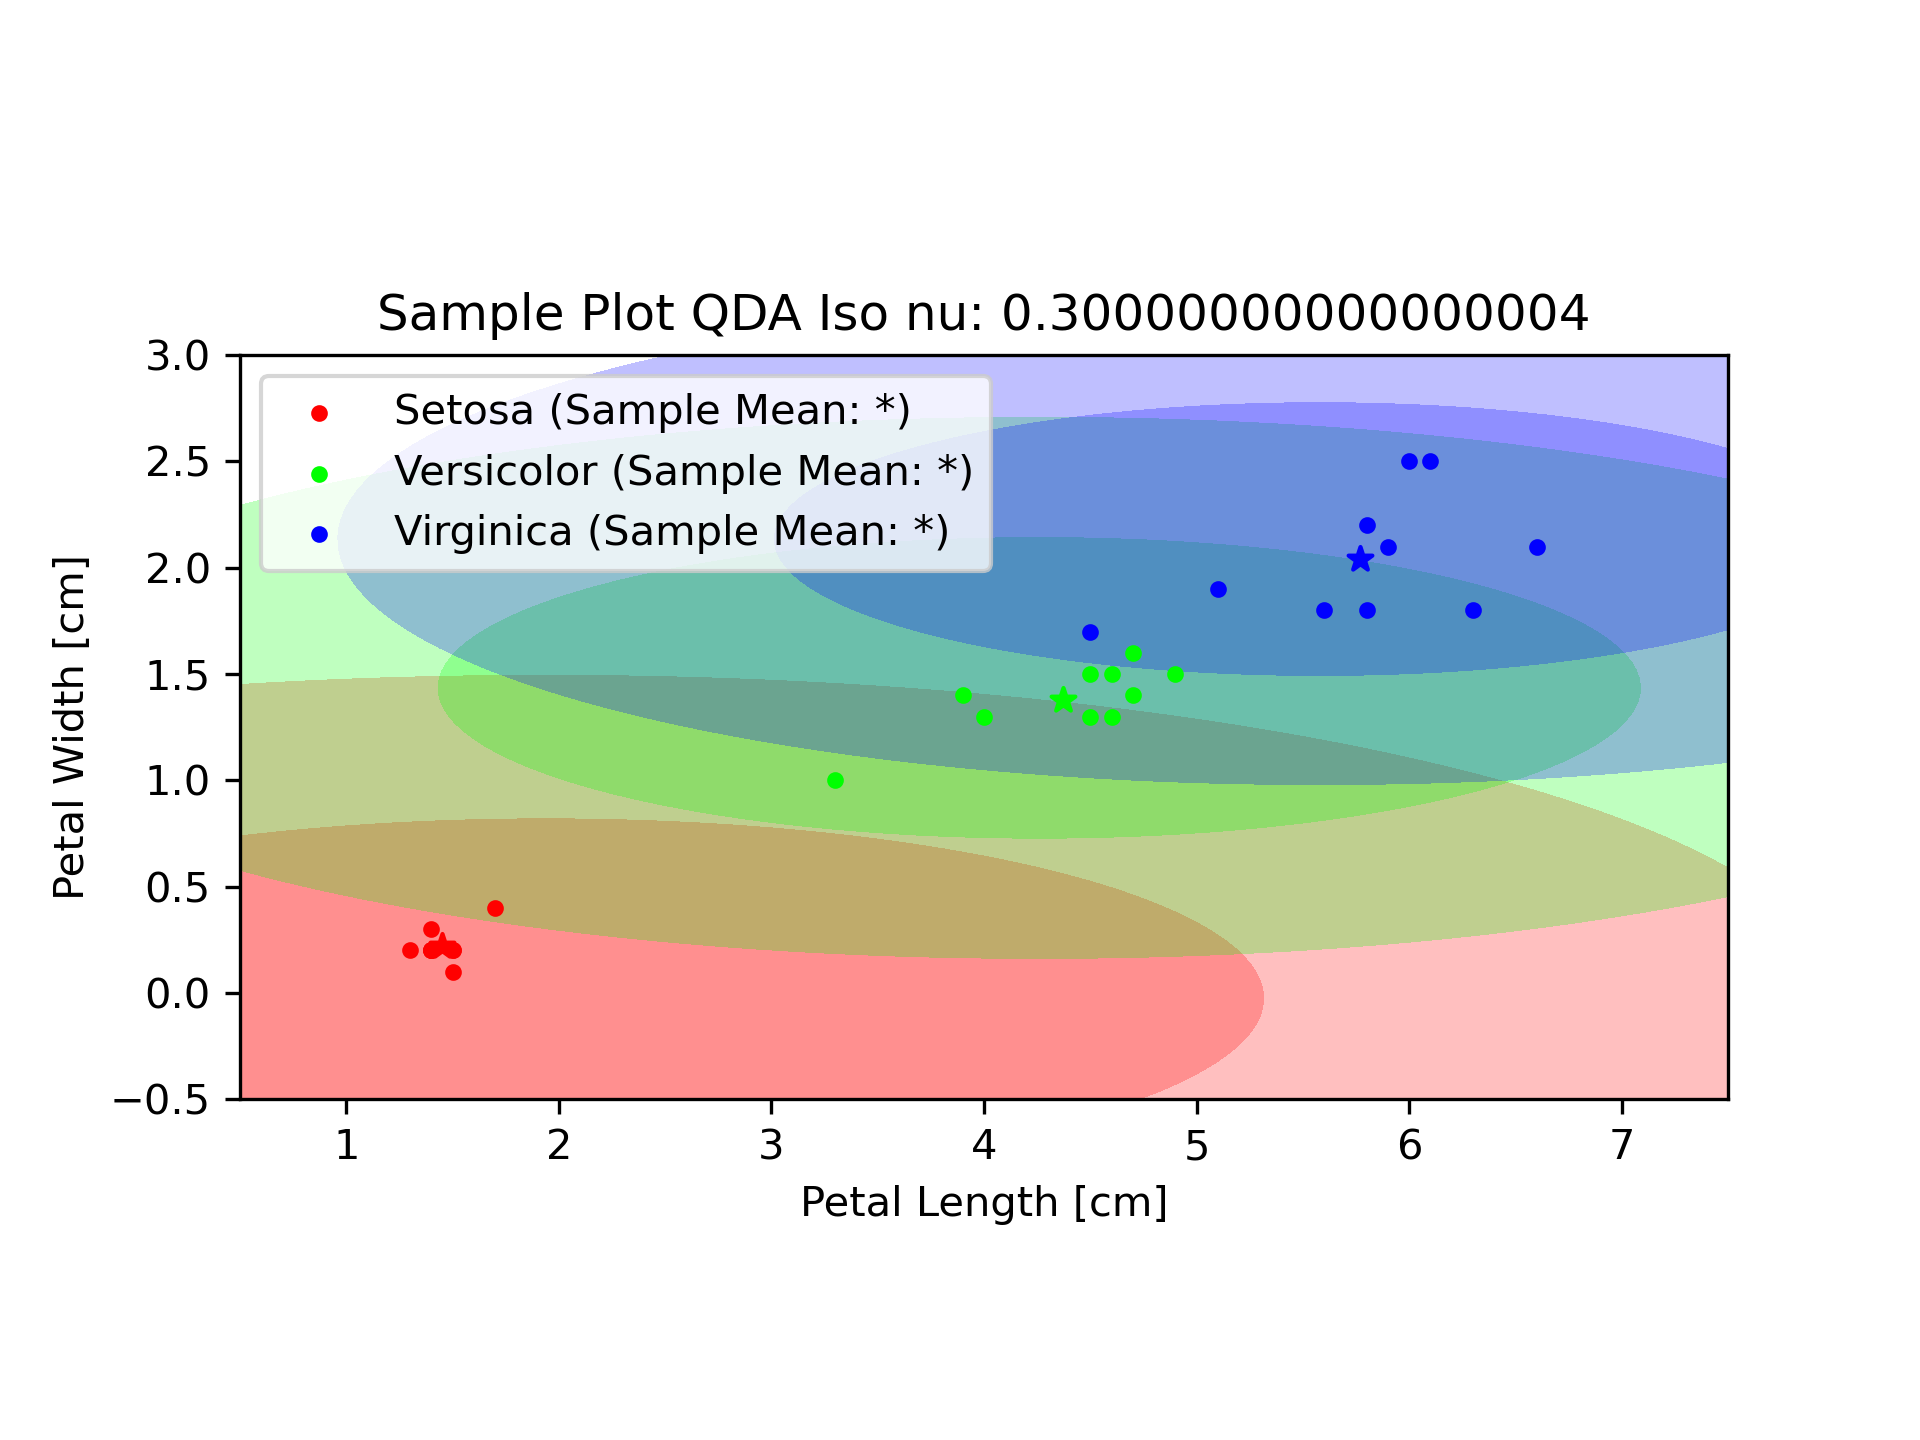 Sample Plot QDA Iso nu: 0.30000000000000004
3.0
2.5
2.0
1.5
1.0
0.5
0.0
−0.5
Petal Width [cm]
Setosa (Sample Mean: *)
Versicolor (Sample Mean: *)
Virginica (Sample Mean: *)
1 2 3 4 5 6 7
Petal Length [cm]